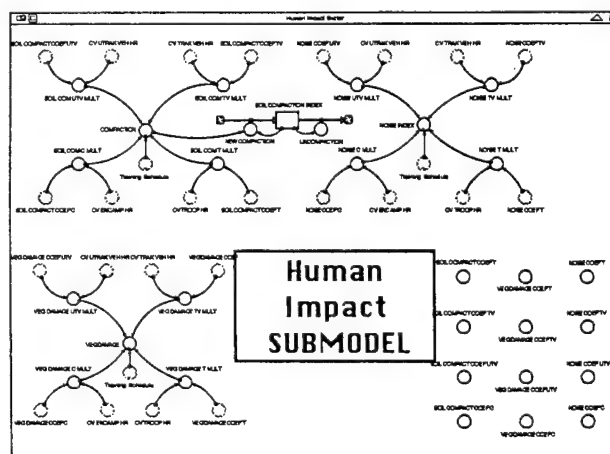 Human Impact Sector
SOIL COMPACT COEF UTV
CV UTRAK VEH HR
CV TRAK VEH HR
SOIL COMPACT COEF TV
NOISE COEF UTV
CV UTRAK VEH HR
CV TRAK VEH HR
NOISE COEF TV
SOIL COM UTV MULT
SOIL COM TV MULT
NOISE UTV MULT
NOISE TV MULT
SOIL COMPACTION INDEX
COMPACTION
NEW COMPACTION
UNCOMPACTION
NOISE INDEX
SOIL COM C MULT
SOIL COM T MULT
NOISE C MULT
NOISE T MULT
Training Schedule
Training Schedule
SOIL COMPACT COEF C
CV ENCAMP HR
CV TROOP HR
SOIL COMPACT COEF T
NOISE COEF C
CV ENCAMP HR
CV TROOP HR
NOISE COEF T
VEG DAMAGE COEF UTV
CV UTRAK VEH HR
CV TRAK VEH HR
VEG DAMAGE UTV MULT
VEG DAMAGE TV MULT
VEG DAMAGE
VEG DAMAGE C MULT
VEG DAMAGE T MULT
Training Schedule
VEG DAMAGE COEF C
CV ENCAMP HR
CV TROOP HR
VEG DAMAGE COEF T
Human
Impact
SUBMODEL
SOIL COMPACT COEF T
NOISE COEF T
VEG DAMAGE COEF T
SOIL COMPACT COEF TV
NOISE COEF TV
VEG DAMAGE COEF TV
SOIL COMPACT COEF UTV
NOISE COEF UTV
VEG DAMAGE COEF UTV
SOIL COMPACT COEF C
NOISE COEF C
VEG DAMAGE COEF C